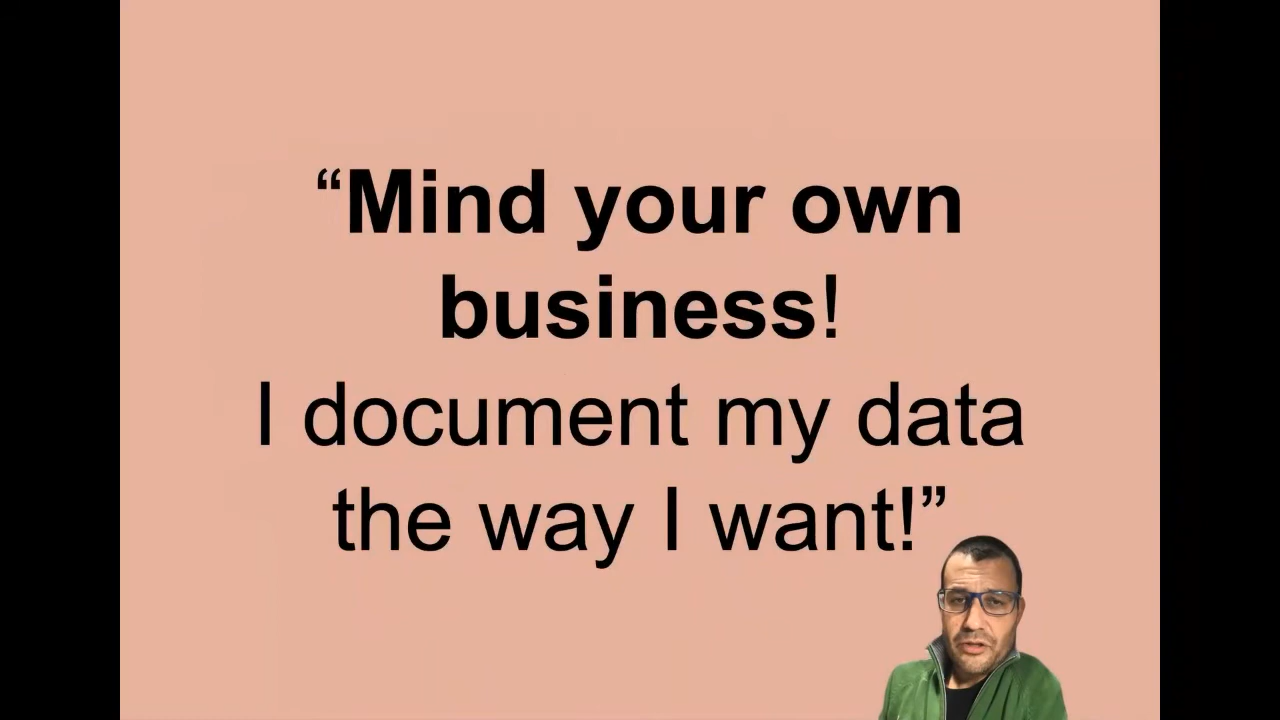 “Mind your own
business!
I document my data
the way I want!”